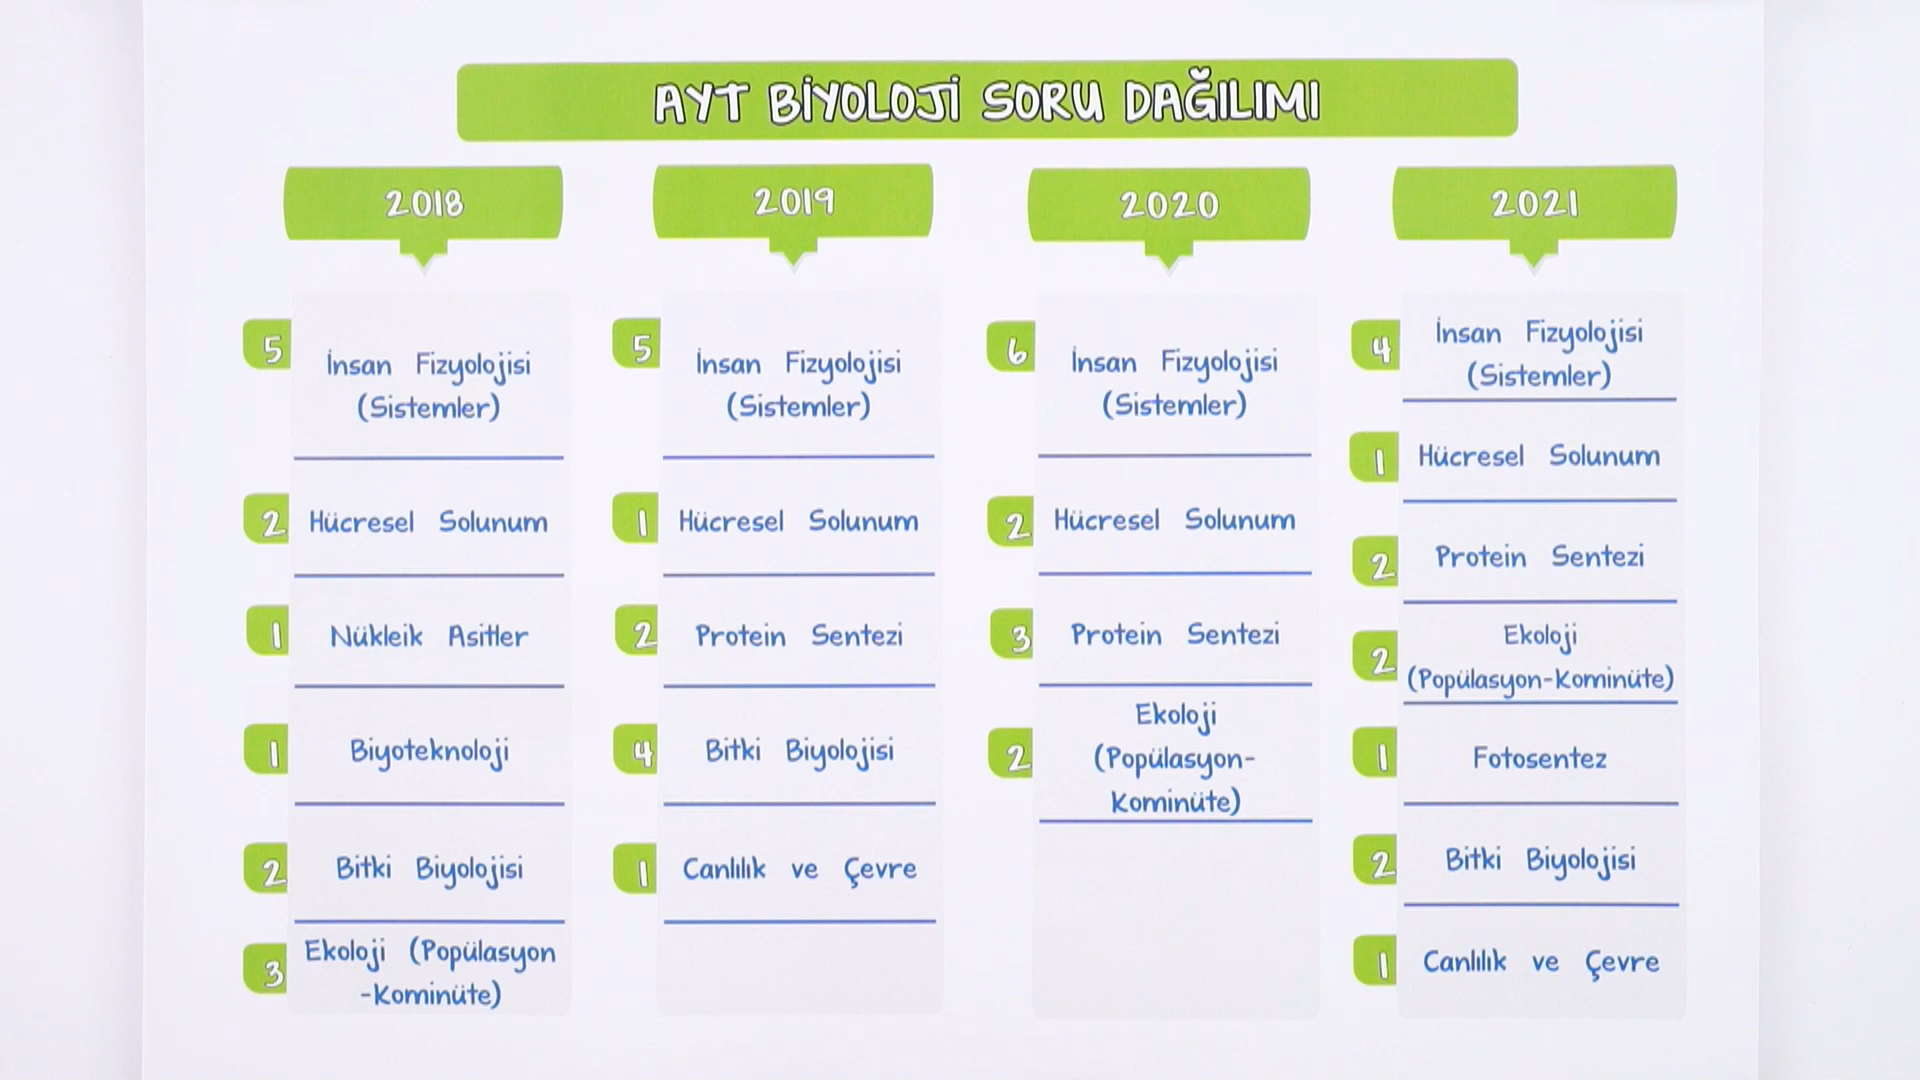 AYT BİYOLOJİ SORU DAĞILIMI
2018
5
İnsan Fizyolojisi
(Sistemler)
2 Hücresel Solunum
1 Nükleik Asitler
1 Biyoteknoloji
2 Bitki Biyolojisi
3
Ekoloji (Popülasyon
-Kominüte)
2019
5
İnsan Fizyolojisi
(Sistemler)
1 Hücresel Solunum
2 Protein Sentezi
4 Bitki Biyolojisi
1 Canlılık ve Çevre
2020
6
İnsan Fizyolojisi
(Sistemler)
2 Hücresel Solunum
3 Protein Sentezi
2
Ekoloji
(Popülasyon-
Kominüte)
2021
4
İnsan Fizyolojisi
(Sistemler)
1 Hücresel Solunum
2 Protein Sentezi
2
Ekoloji
(Popülasyon-Kominüte)
1 Fotosentez
2 Bitki Biyolojisi
1 Canlılık ve Çevre